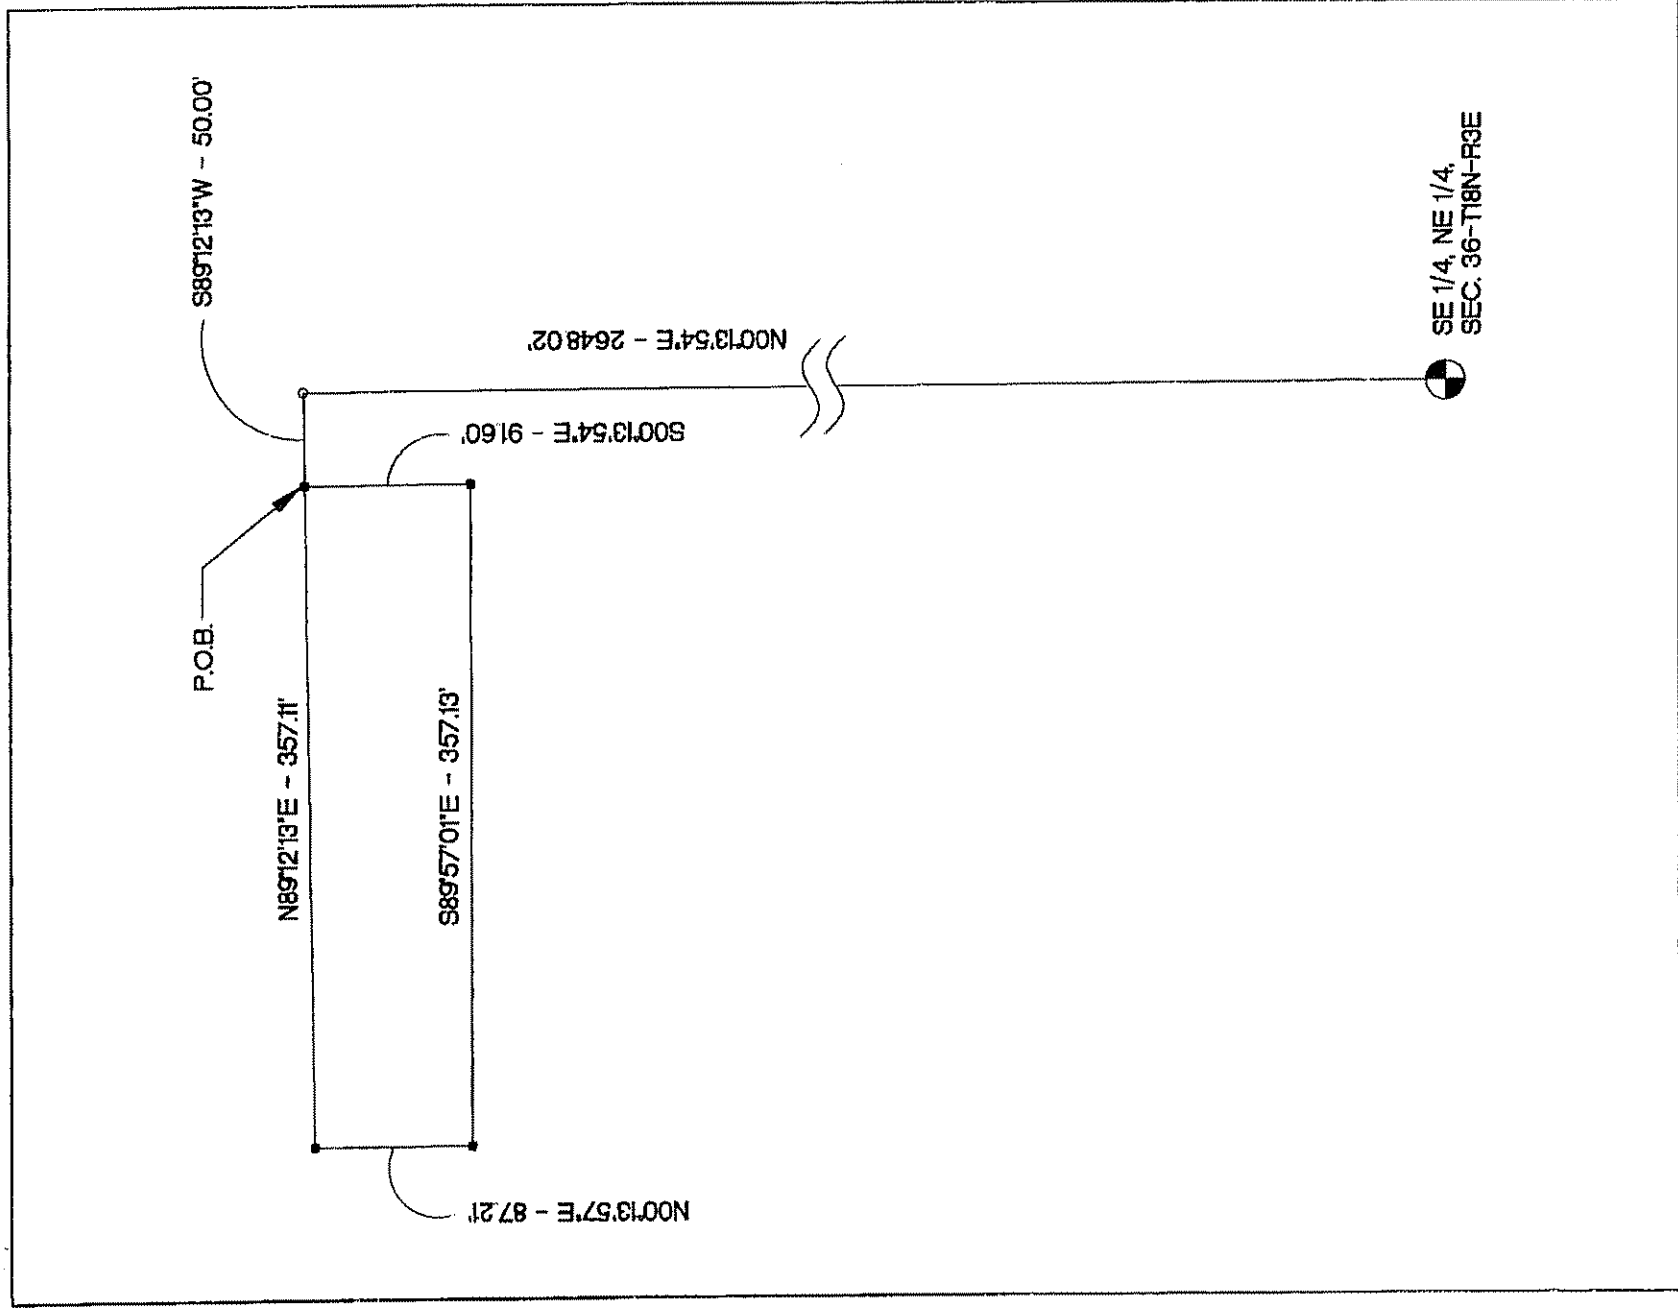 S89°12'13"W - 50.00'
N00°13'54"E - 2648.02'
S00°13'54"E - 91.60'
P.O.B.
N89°12'13"E - 357.11'
S89°57'01"E - 357.13'
N00°13'57"E - 87.21'
SE 1/4, NE 1/4,
SEC. 36-T18N-R3E